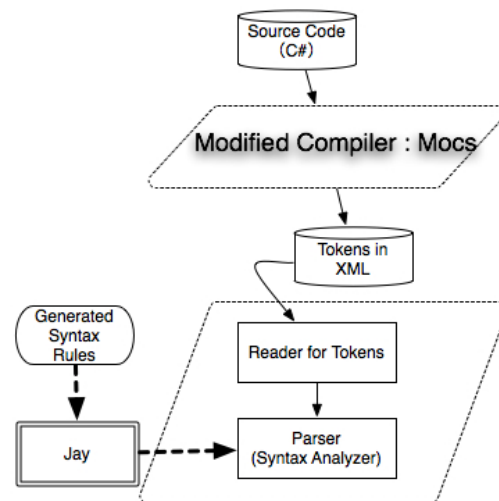 Source Code
(C#)
Modified Compiler : Mocs
Tokens in
XML
Generated
Syntax
Rules
Reader for Tokens
Jay
Parser
(Syntax Analyzer)